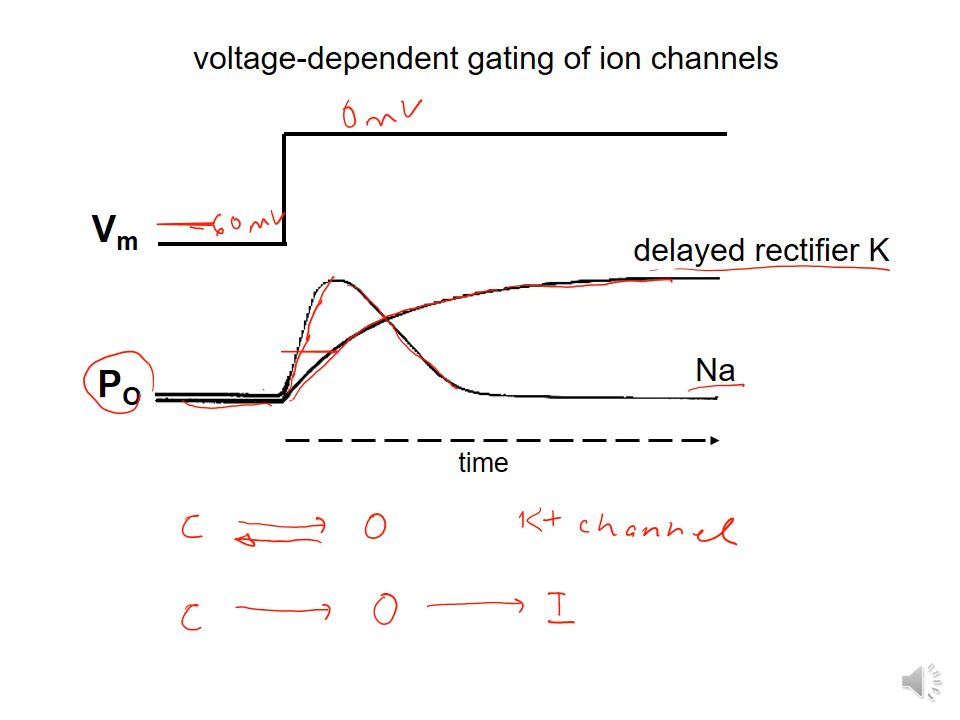 voltage-dependent gating of ion channels
0 mV
Vm
-60 mV
delayed rectifier K
Na
PO
time
C ⇌ O K+ channel
C → O → I